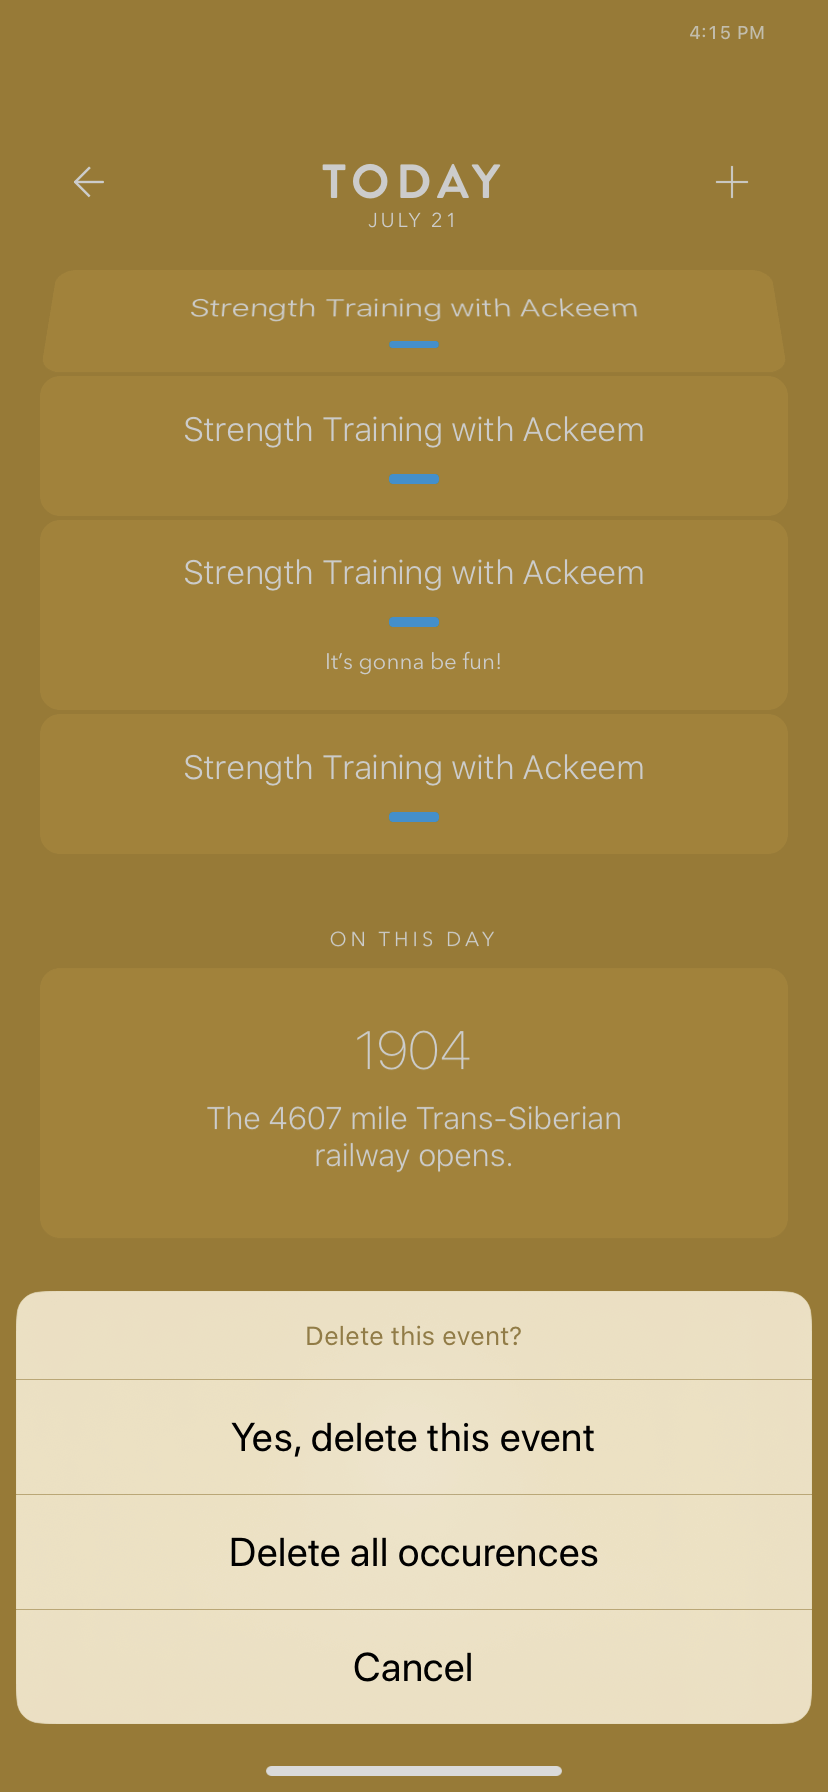 4:15 PM
TODAY
JULY 21
Strength Training with Ackeem
Strength Training with Ackeem
Strength Training with Ackeem
It's gonna be fun!
Strength Training with Ackeem
ON THIS DAY
1904
The 4607 mile Trans-Siberian
railway opens.
Delete this event?
Yes, delete this event
Delete all occurences
Cancel